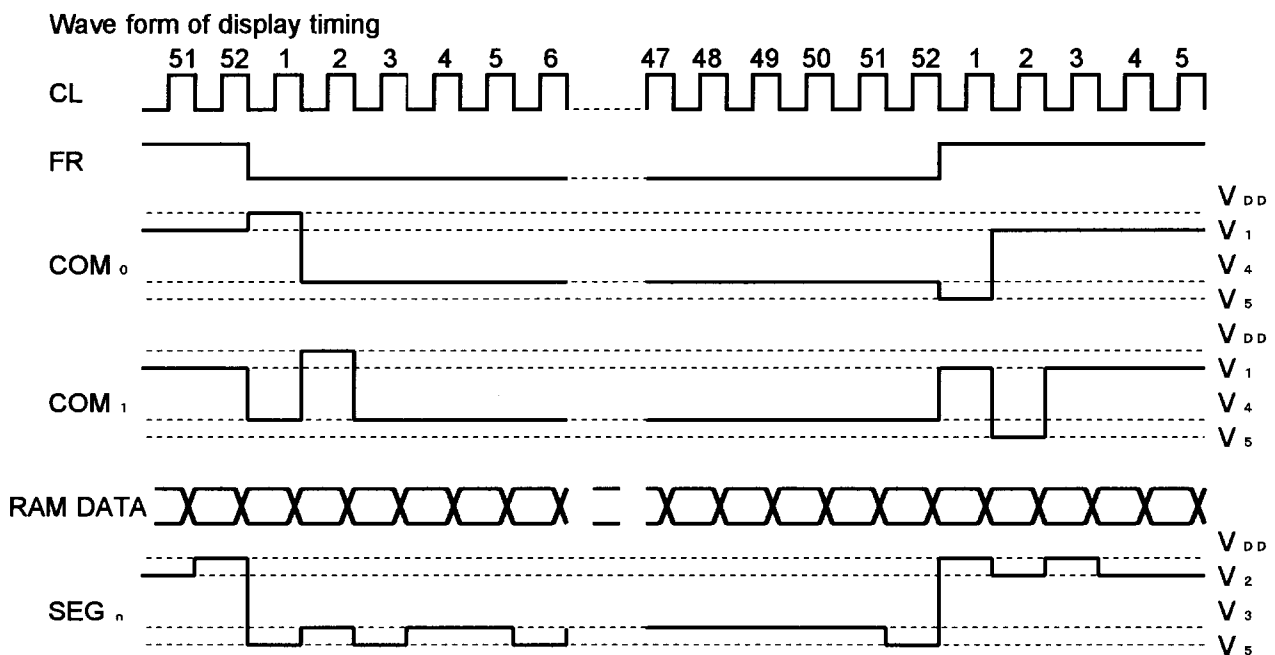 Wave form of display timing
51 52 1 2 3 4 5 6 47 48 49 50 51 52 1 2 3 4 5
CL
FR
VDD
V1
COM0
V4
V5
VDD
V1
COM1
V4
V5
RAM DATA
VDD
V2
SEGn
V3
V5